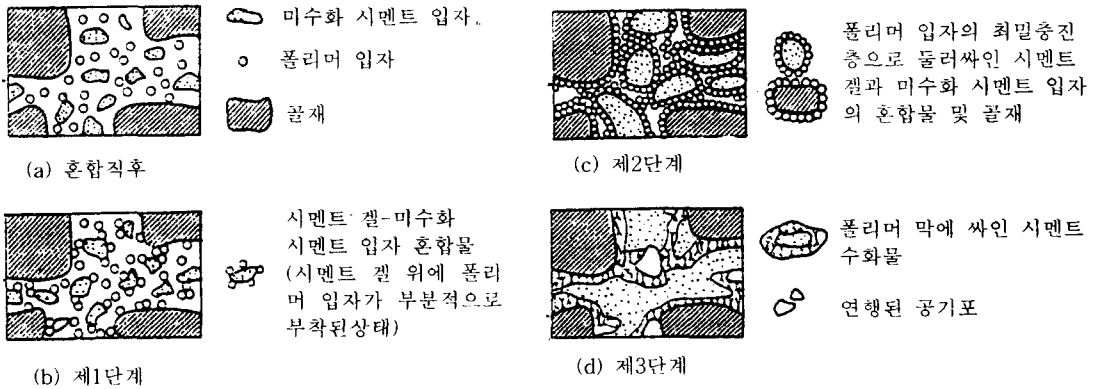 미수화 시멘트 입자
폴리머 입자
골재
(a) 혼합직후
폴리머 입자의 최밀충진
층으로 둘러싸인 시멘트
겔과 미수화 시멘트 입자
의 혼합물 및 골재
(c) 제2단계
시멘트 겔-미수화
시멘트 입자 혼합물
(시멘트 겔 위에 폴리
머 입자가 부분적으로
부착된상태)
(b) 제1단계
폴리머 막에 싸인 시멘트
수화물
연행된 공기포
(d) 제3단계